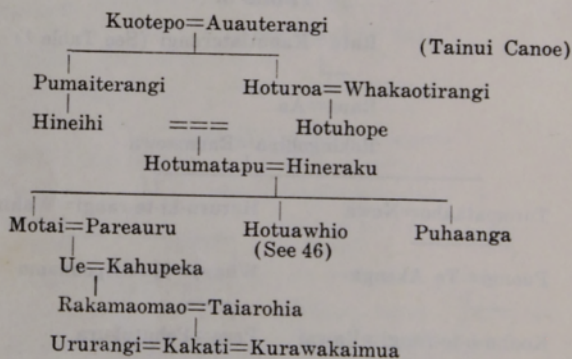 Kuotepo=Auauterangi
(Tainui Canoe)
Pumaiterangi Hoturoa=Whakaotirangi
Hineihi === Hotuhope
Hotumatapu=Hineraku
Motai=Pareauru Hotuawhio Puhaanga
(See 46)
Ue=Kahupeka
Rakamaomao=Taiarohia
Ururangi=Kakati=Kurawakaimua